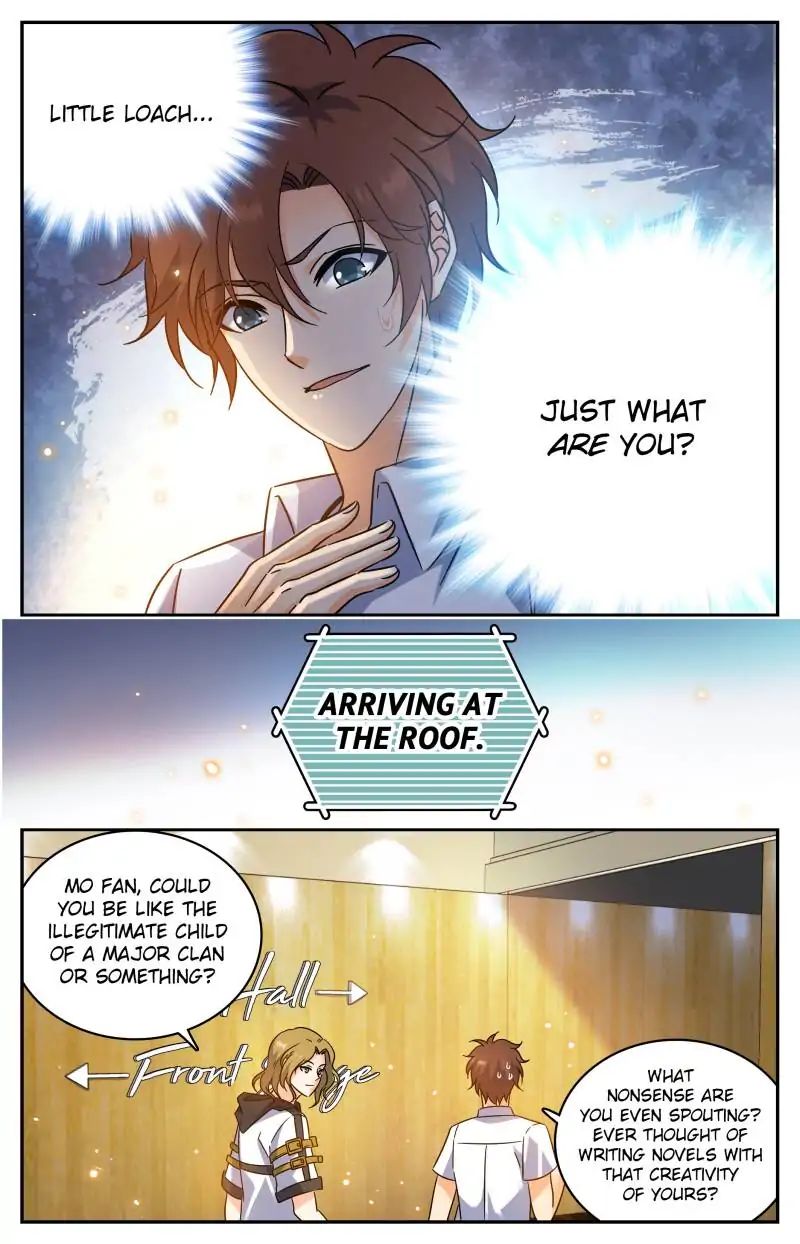 LITTLE LOACH...
JUST WHAT
ARE YOU?
ARRIVING AT
THE ROOF.
MO FAN, COULD
YOU BE LIKE THE
ILLEGITIMATE CHILD
OF A MAJOR CLAN
OR SOMETHING?
Hall →
← Front
WHAT
NONSENSE ARE
YOU EVEN SPOUTING?
EVER THOUGHT OF
WRITING NOVELS WITH
THAT CREATIVITY
OF YOURS?